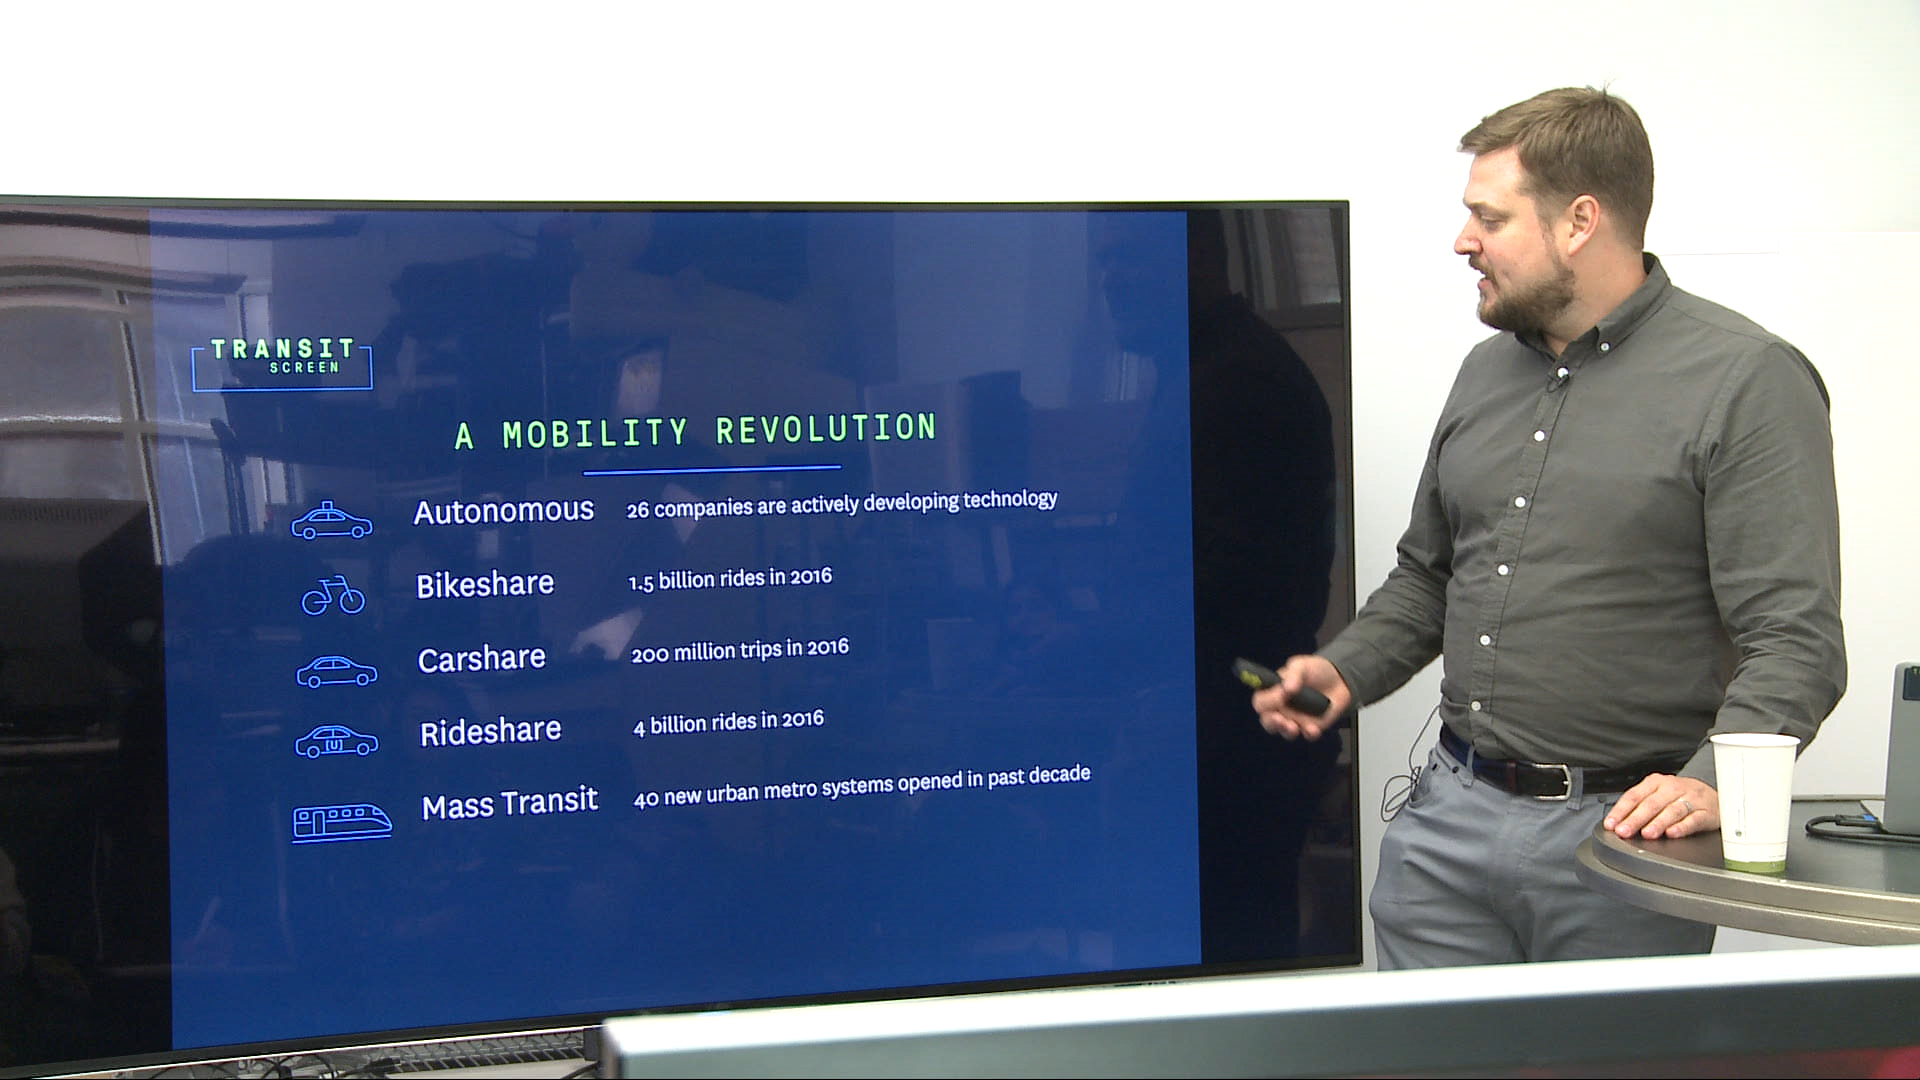 TRANSIT
SCREEN
A MOBILITY REVOLUTION
Autonomous 26 companies are actively developing technology
Bikeshare 1.5 billion rides in 2016
Carshare 200 million trips in 2016
Rideshare 4 billion rides in 2016
Mass Transit 40 new urban metro systems opened in past decade